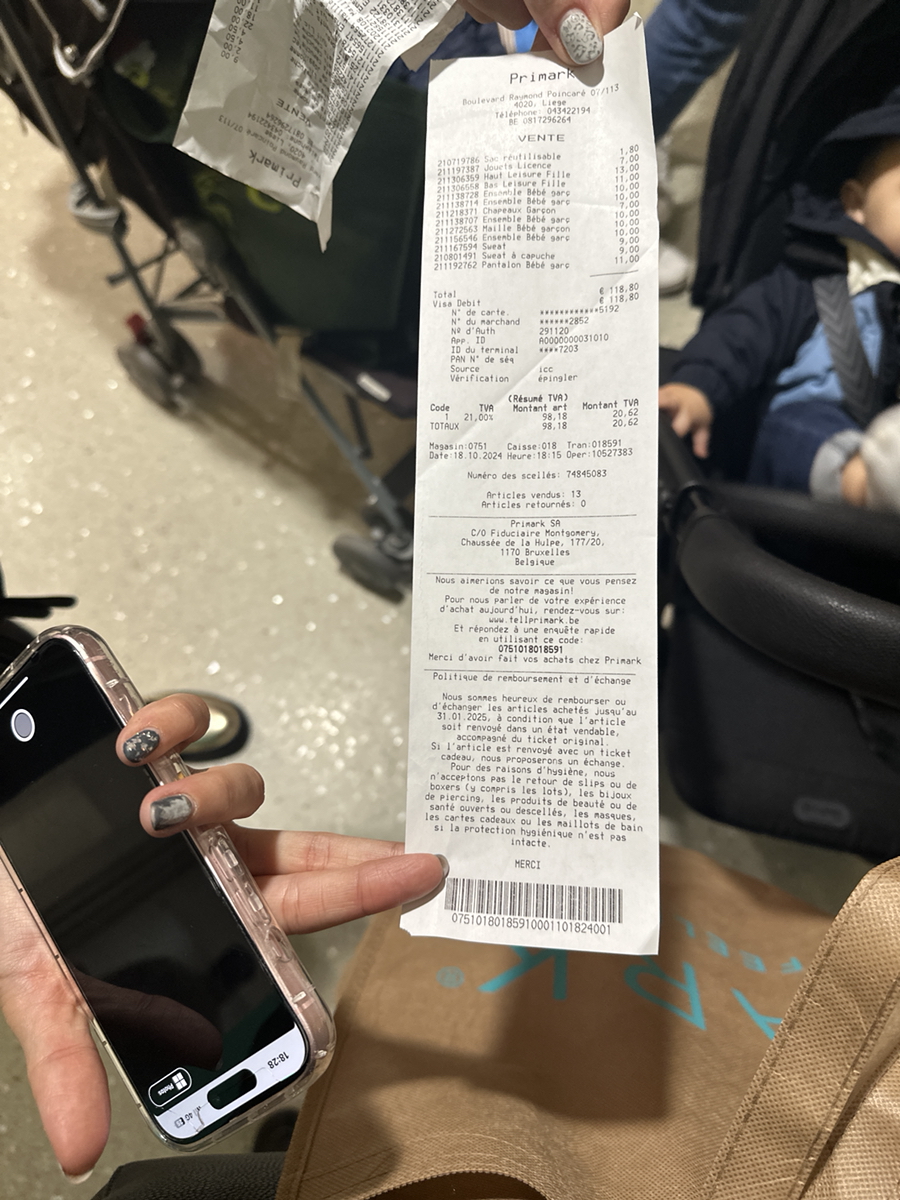 Primark
Boulevard Raymond Poincaré 07/113
4020, Liege
Téléphone: 043422194
BE 0817296264
VENTE
210719786 Sac réutilisable 1,80
211197387 Jouets Licence 7,00
211306359 Haut Leisure Fille 13,00
211306558 Bas Leisure Fille 11,00
211138728 Ensemble Bébé garç 10,00
211138714 Ensemble Bébé garç 10,00
211218371 Chapeaux Garçon 7,00
211138707 Ensemble Bébé garç 10,00
211272563 Maille Bébé garçon 10,00
211156546 Ensemble Bébé garç 10,00
211167594 Sweat 9,00
210801491 Sweat à capuche 9,00
211192762 Pantalon Bébé garç 11,00
Total € 118,80
Visa Debit € 118,80
N° de carte. ************5192
N° du marchand ******2852
Nº d'Auth 291120
App. ID A0000000031010
ID du terminal ****7203
PAN N° de séq
Source icc
Vérification épingler
(Résumé TVA)
Code TVA Montant art Montant TVA
1 21,00% 98,18 20,62
TOTAUX 98,18 20,62
Magasin:0751 Caisse:018 Tran:018591
Date:18.10.2024 Heure:18:15 Oper:10527383
Numéro des scellés: 74845083
Articles vendus: 13
Articles retournés: 0
Primark SA
C/O Fiduciaire Montgomery,
Chaussée de la Hulpe, 177/20,
1170 Bruxelles
Belgique
Nous aimerions savoir ce que vous pensez
de notre magasin!
Pour nous parler de votre expérience
d'achat aujourd'hui, rendez-vous sur:
www.tellprimark.be
Et répondez à une enquête rapide
en utilisant ce code:
0751018018591
Merci d'avoir fait vos achats chez Primark
Politique de remboursement et d'échange
Nous sommes heureux de rembourser ou
d'échanger les articles achetés jusqu'au
31.01.2025, à condition que l'article
soit renvoyé dans un état vendable,
accompagné du ticket original.
Si l'article est renvoyé avec un ticket
cadeau, nous proposerons un échange.
Pour des raisons d'hygiène, nous
n'acceptons pas le retour de slips ou de
boxers (y compris les lots), les bijoux
de piercing, les produits de beauté ou de
santé ouverts ou descellés, les masques,
les cartes cadeaux ou les maillots de bain
si la protection hygiénique n'est pas
intacte.
MERCI
07510180185910001101824001
Primark
VENTE
18:28
4G
Photos